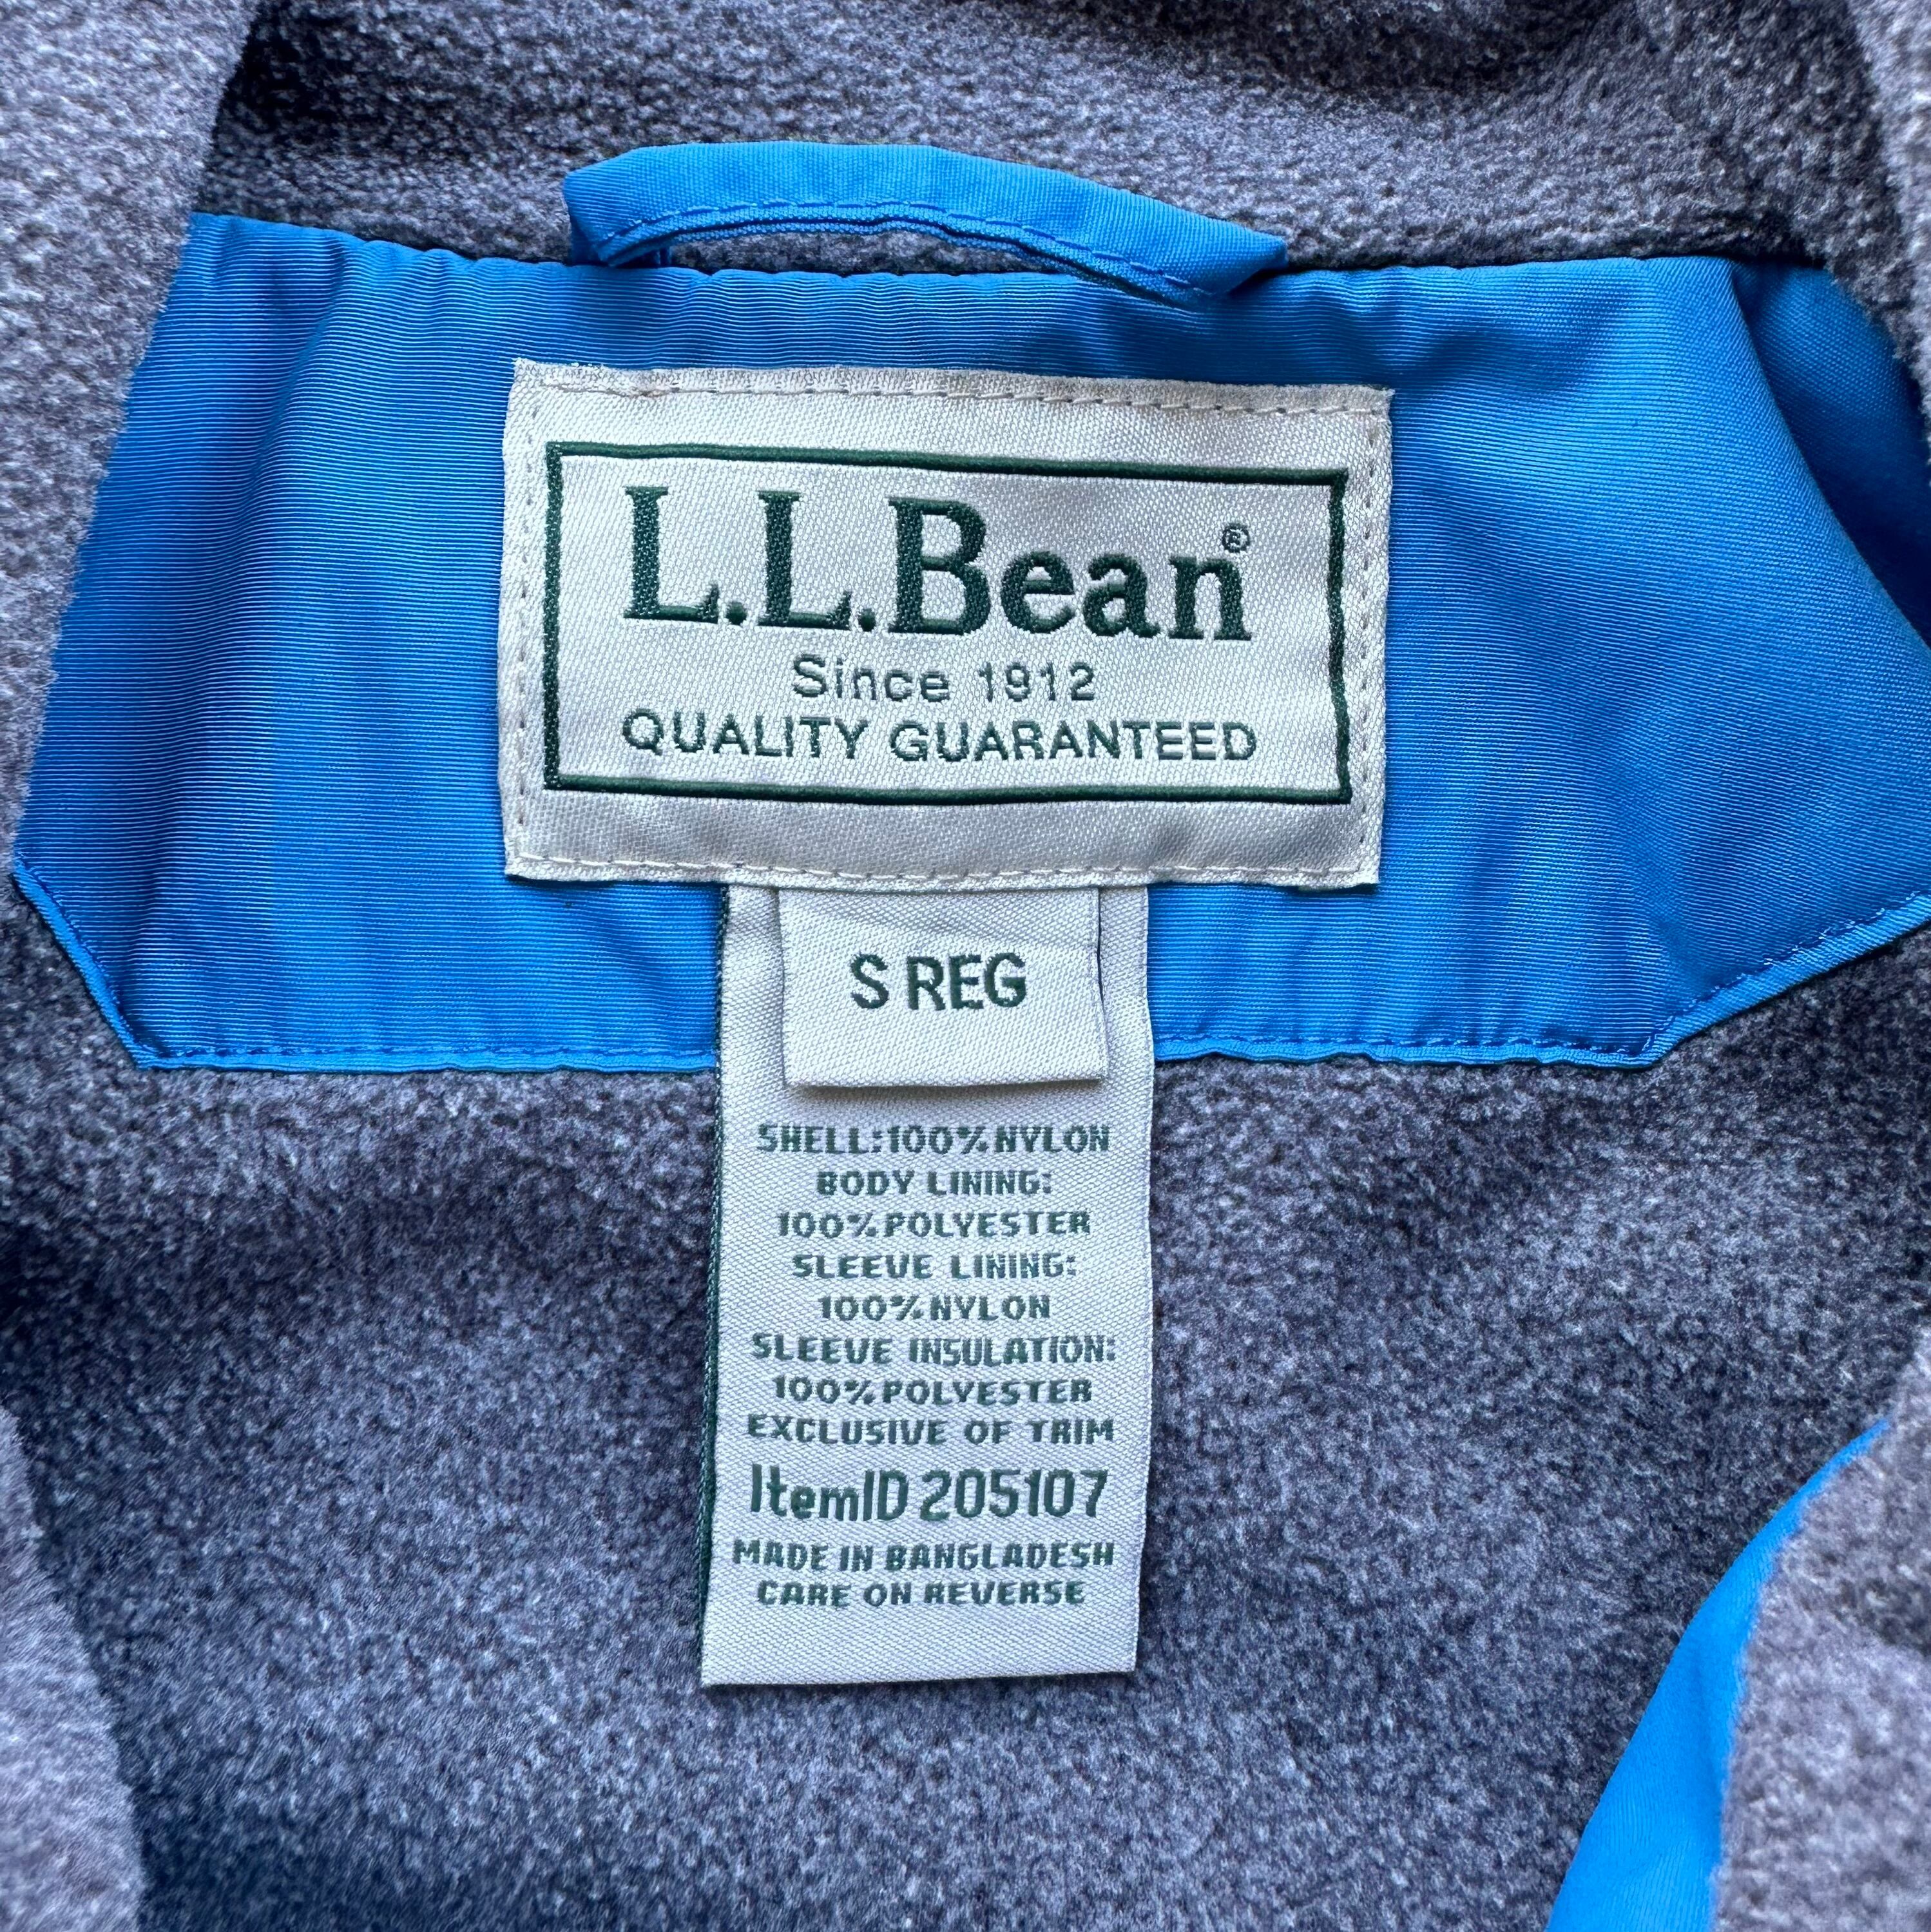 L.L.Bean®
Since 1912
QUALITY GUARANTEED
S REG
SHELL:100%NYLON
BODY LINING:
100%POLYESTER
SLEEVE LINING:
100%NYLON
SLEEVE INSULATION:
100%POLYESTER
EXCLUSIVE OF TRIM
ItemID 205107
MADE IN BANGLADESH
CARE ON REVERSE